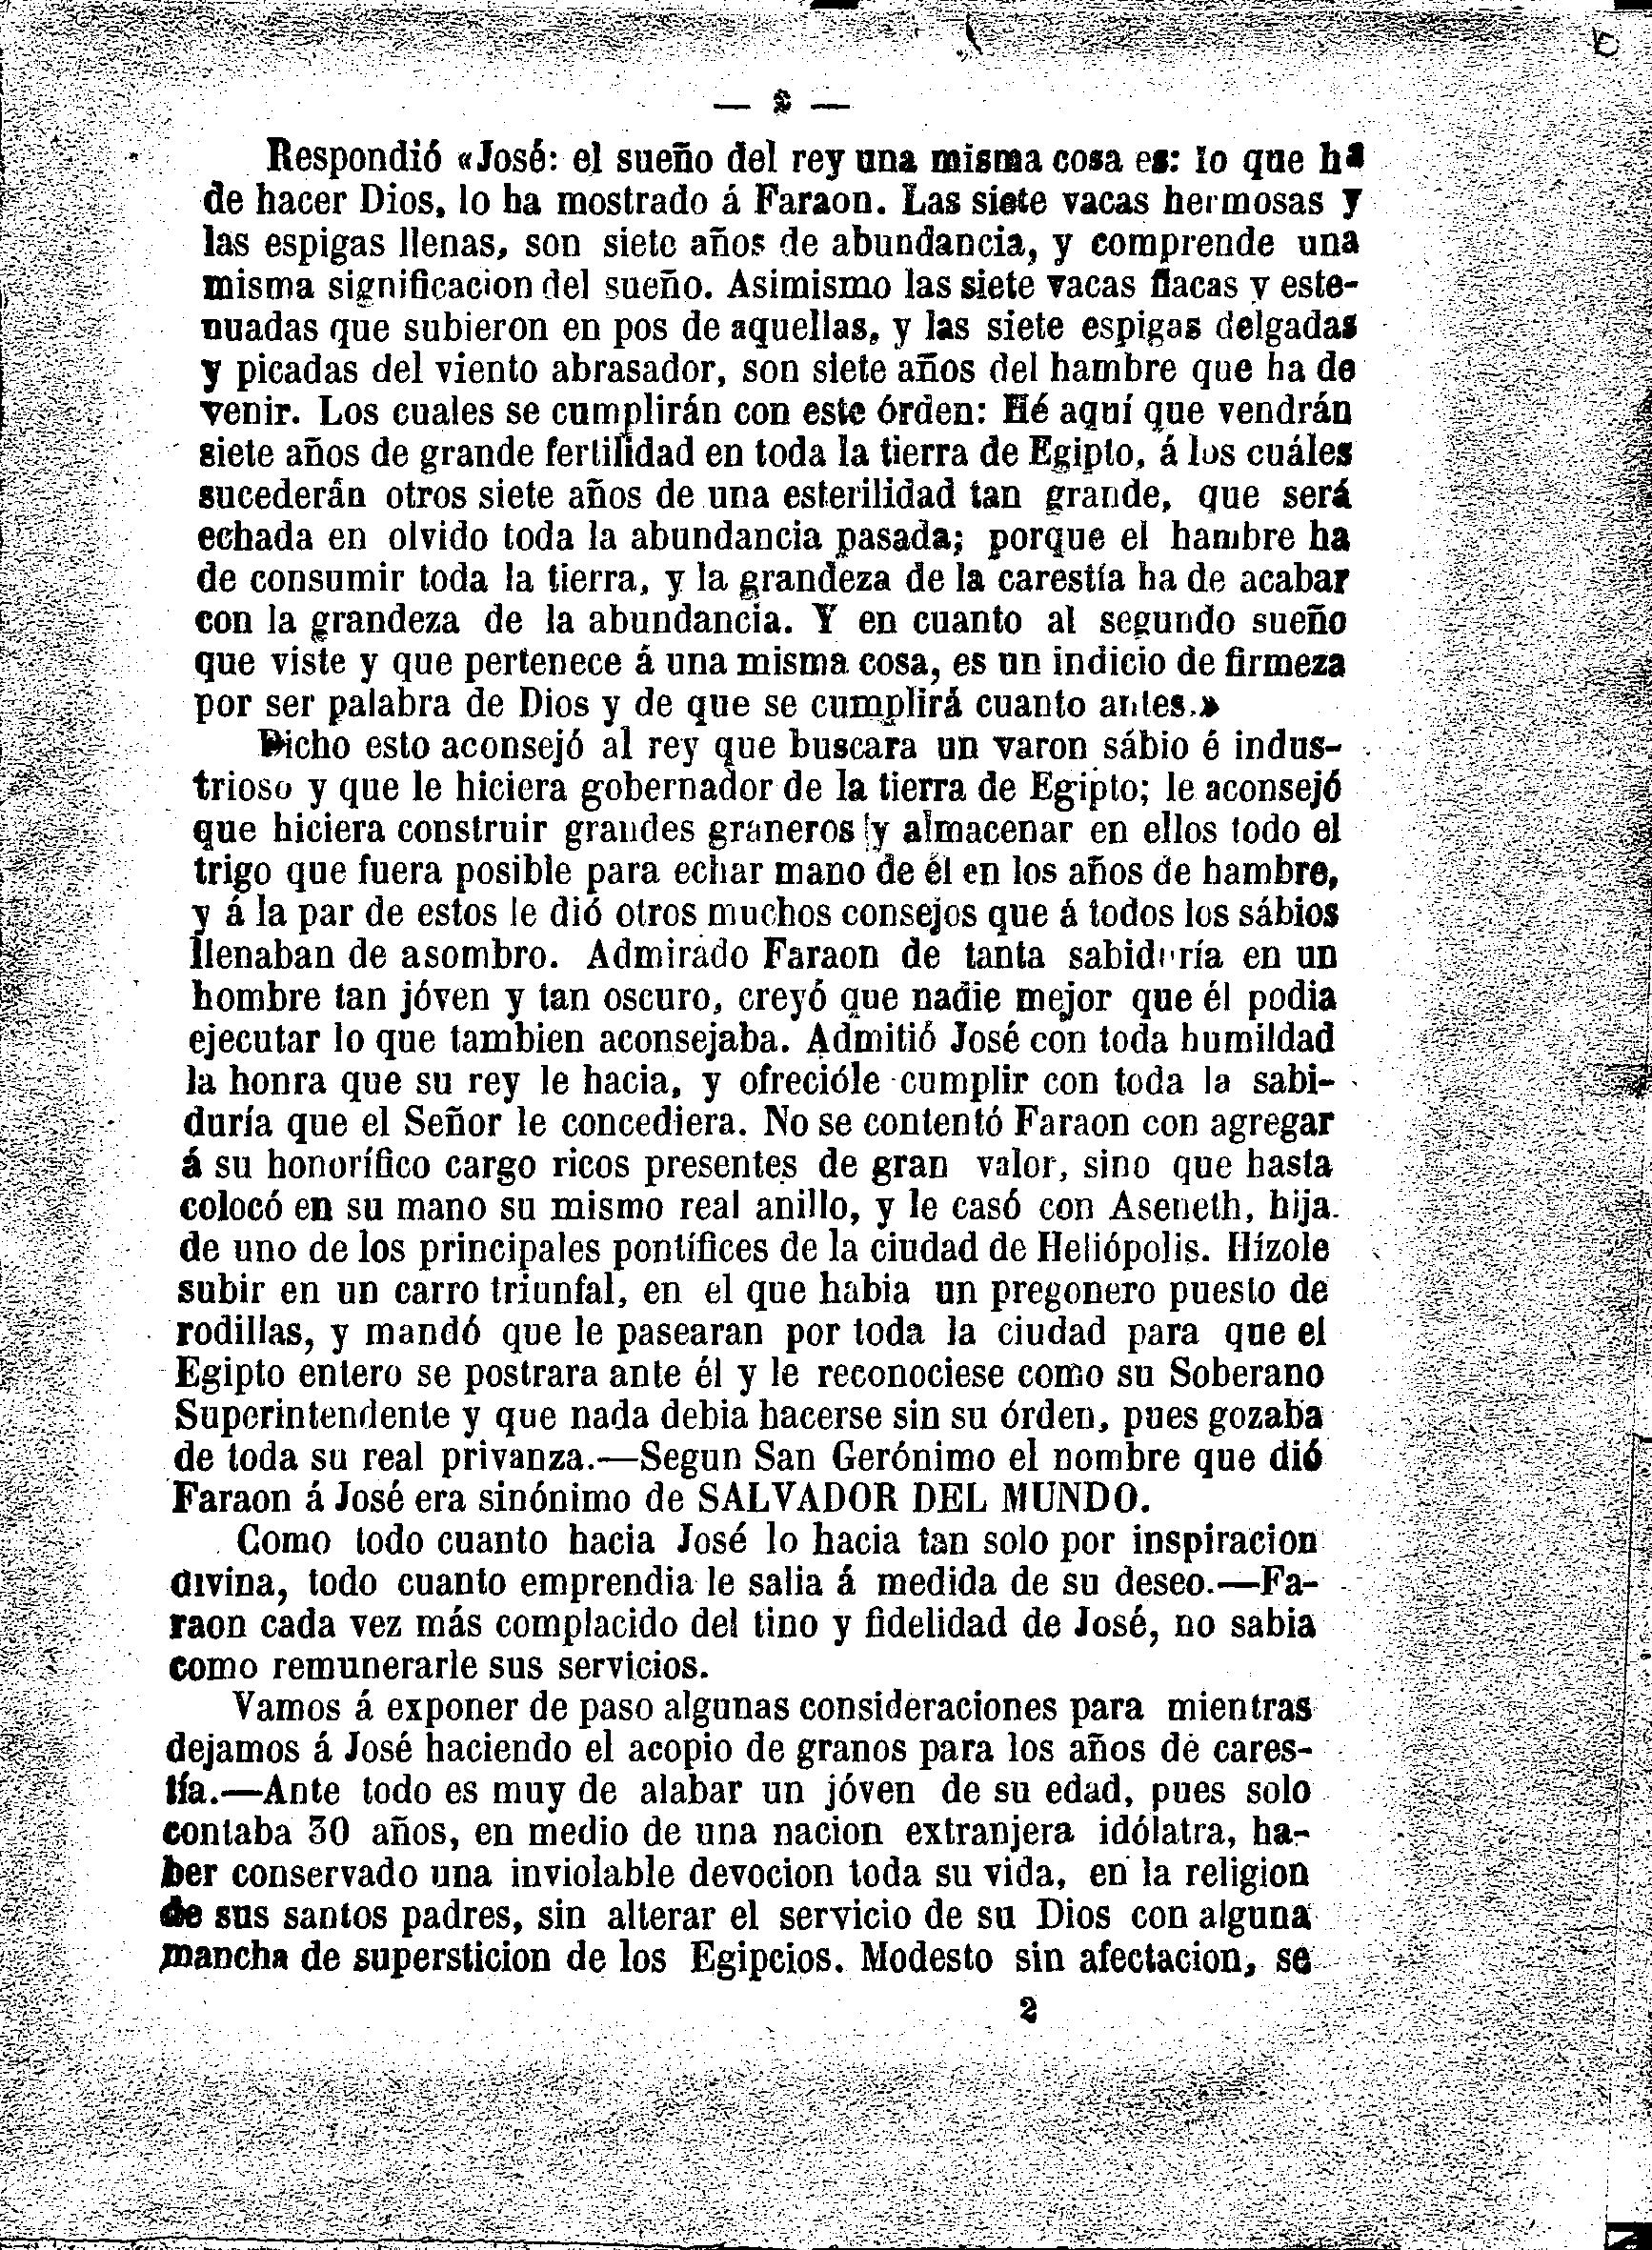 Respondió «José: el sueño del rey una misma cosa es: lo que ha
de hacer Dios, lo ha mostrado á Faraon. Las siete vacas hermosas y
las espigas llenas, son siete años de abundancia, y comprende una
misma significacion del sueño. Asimismo las siete vacas flacas y este-
nuadas que subieron en pos de aquellas, y las siete espigas delgadas
y picadas del viento abrasador, son siete años del hambre que ha de
venir. Los cuales se cumplirán con este órden: Hé aquí que vendrán
siete años de grande fertilidad en toda la tierra de Egipto, á los cuáles
sucederán otros siete años de una esterilidad tan grande, que será
echada en olvido toda la abundancia pasada; porque el hambre ha
de consumir toda la tierra, y la grandeza de la carestía ha de acabar
con la grandeza de la abundancia. Y en cuanto al segundo sueño
que viste y que pertenece á una misma cosa, es un indicio de firmeza
por ser palabra de Dios y de que se cumplirá cuanto antes.»
Dicho esto aconsejó al rey que buscara un varon sábio é indus-
trioso y que le hiciera gobernador de la tierra de Egipto; le aconsejó
que hiciera construir grandes graneros y almacenar en ellos todo el
trigo que fuera posible para echar mano de él en los años de hambre,
y á la par de estos le dió otros muchos consejos que á todos los sábios
llenaban de asombro. Admirado Faraon de tanta sabiduría en un
hombre tan jóven y tan oscuro, creyó que nadie mejor que él podia
ejecutar lo que tambien aconsejaba. Admitió José con toda humildad
la honra que su rey le hacia, y ofrecióle cumplir con toda la sabi-
duría que el Señor le concediera. No se contentó Faraon con agregar
á su honorífico cargo ricos presentes de gran valor, sino que hasta
colocó en su mano su mismo real anillo, y le casó con Aseneth, hija
de uno de los principales pontífices de la ciudad de Heliópolis. Hízole
subir en un carro triunfal, en el que habia un pregonero puesto de
rodillas, y mandó que le pasearan por toda la ciudad para que el
Egipto entero se postrara ante él y le reconociese como su Soberano
Superintendente y que nada debia hacerse sin su órden, pues gozaba
de toda su real privanza.—Segun San Gerónimo el nombre que dió
Faraon á José era sinónimo de SALVADOR DEL MUNDO.
Como todo cuanto hacia José lo hacia tan solo por inspiracion
divina, todo cuanto emprendia le salia á medida de su deseo.—Fa-
raon cada vez más complacido del tino y fidelidad de José, no sabia
como remunerarle sus servicios.
Vamos á exponer de paso algunas consideraciones para mientras
dejamos á José haciendo el acopio de granos para los años de cares-
tía.—Ante todo es muy de alabar un jóven de su edad, pues solo
contaba 30 años, en medio de una nacion extranjera idólatra, ha-
ber conservado una inviolable devocion toda su vida, en la religion
de sus santos padres, sin alterar el servicio de su Dios con alguna
mancha de supersticion de los Egipcios. Modesto sin afectacion, se
2